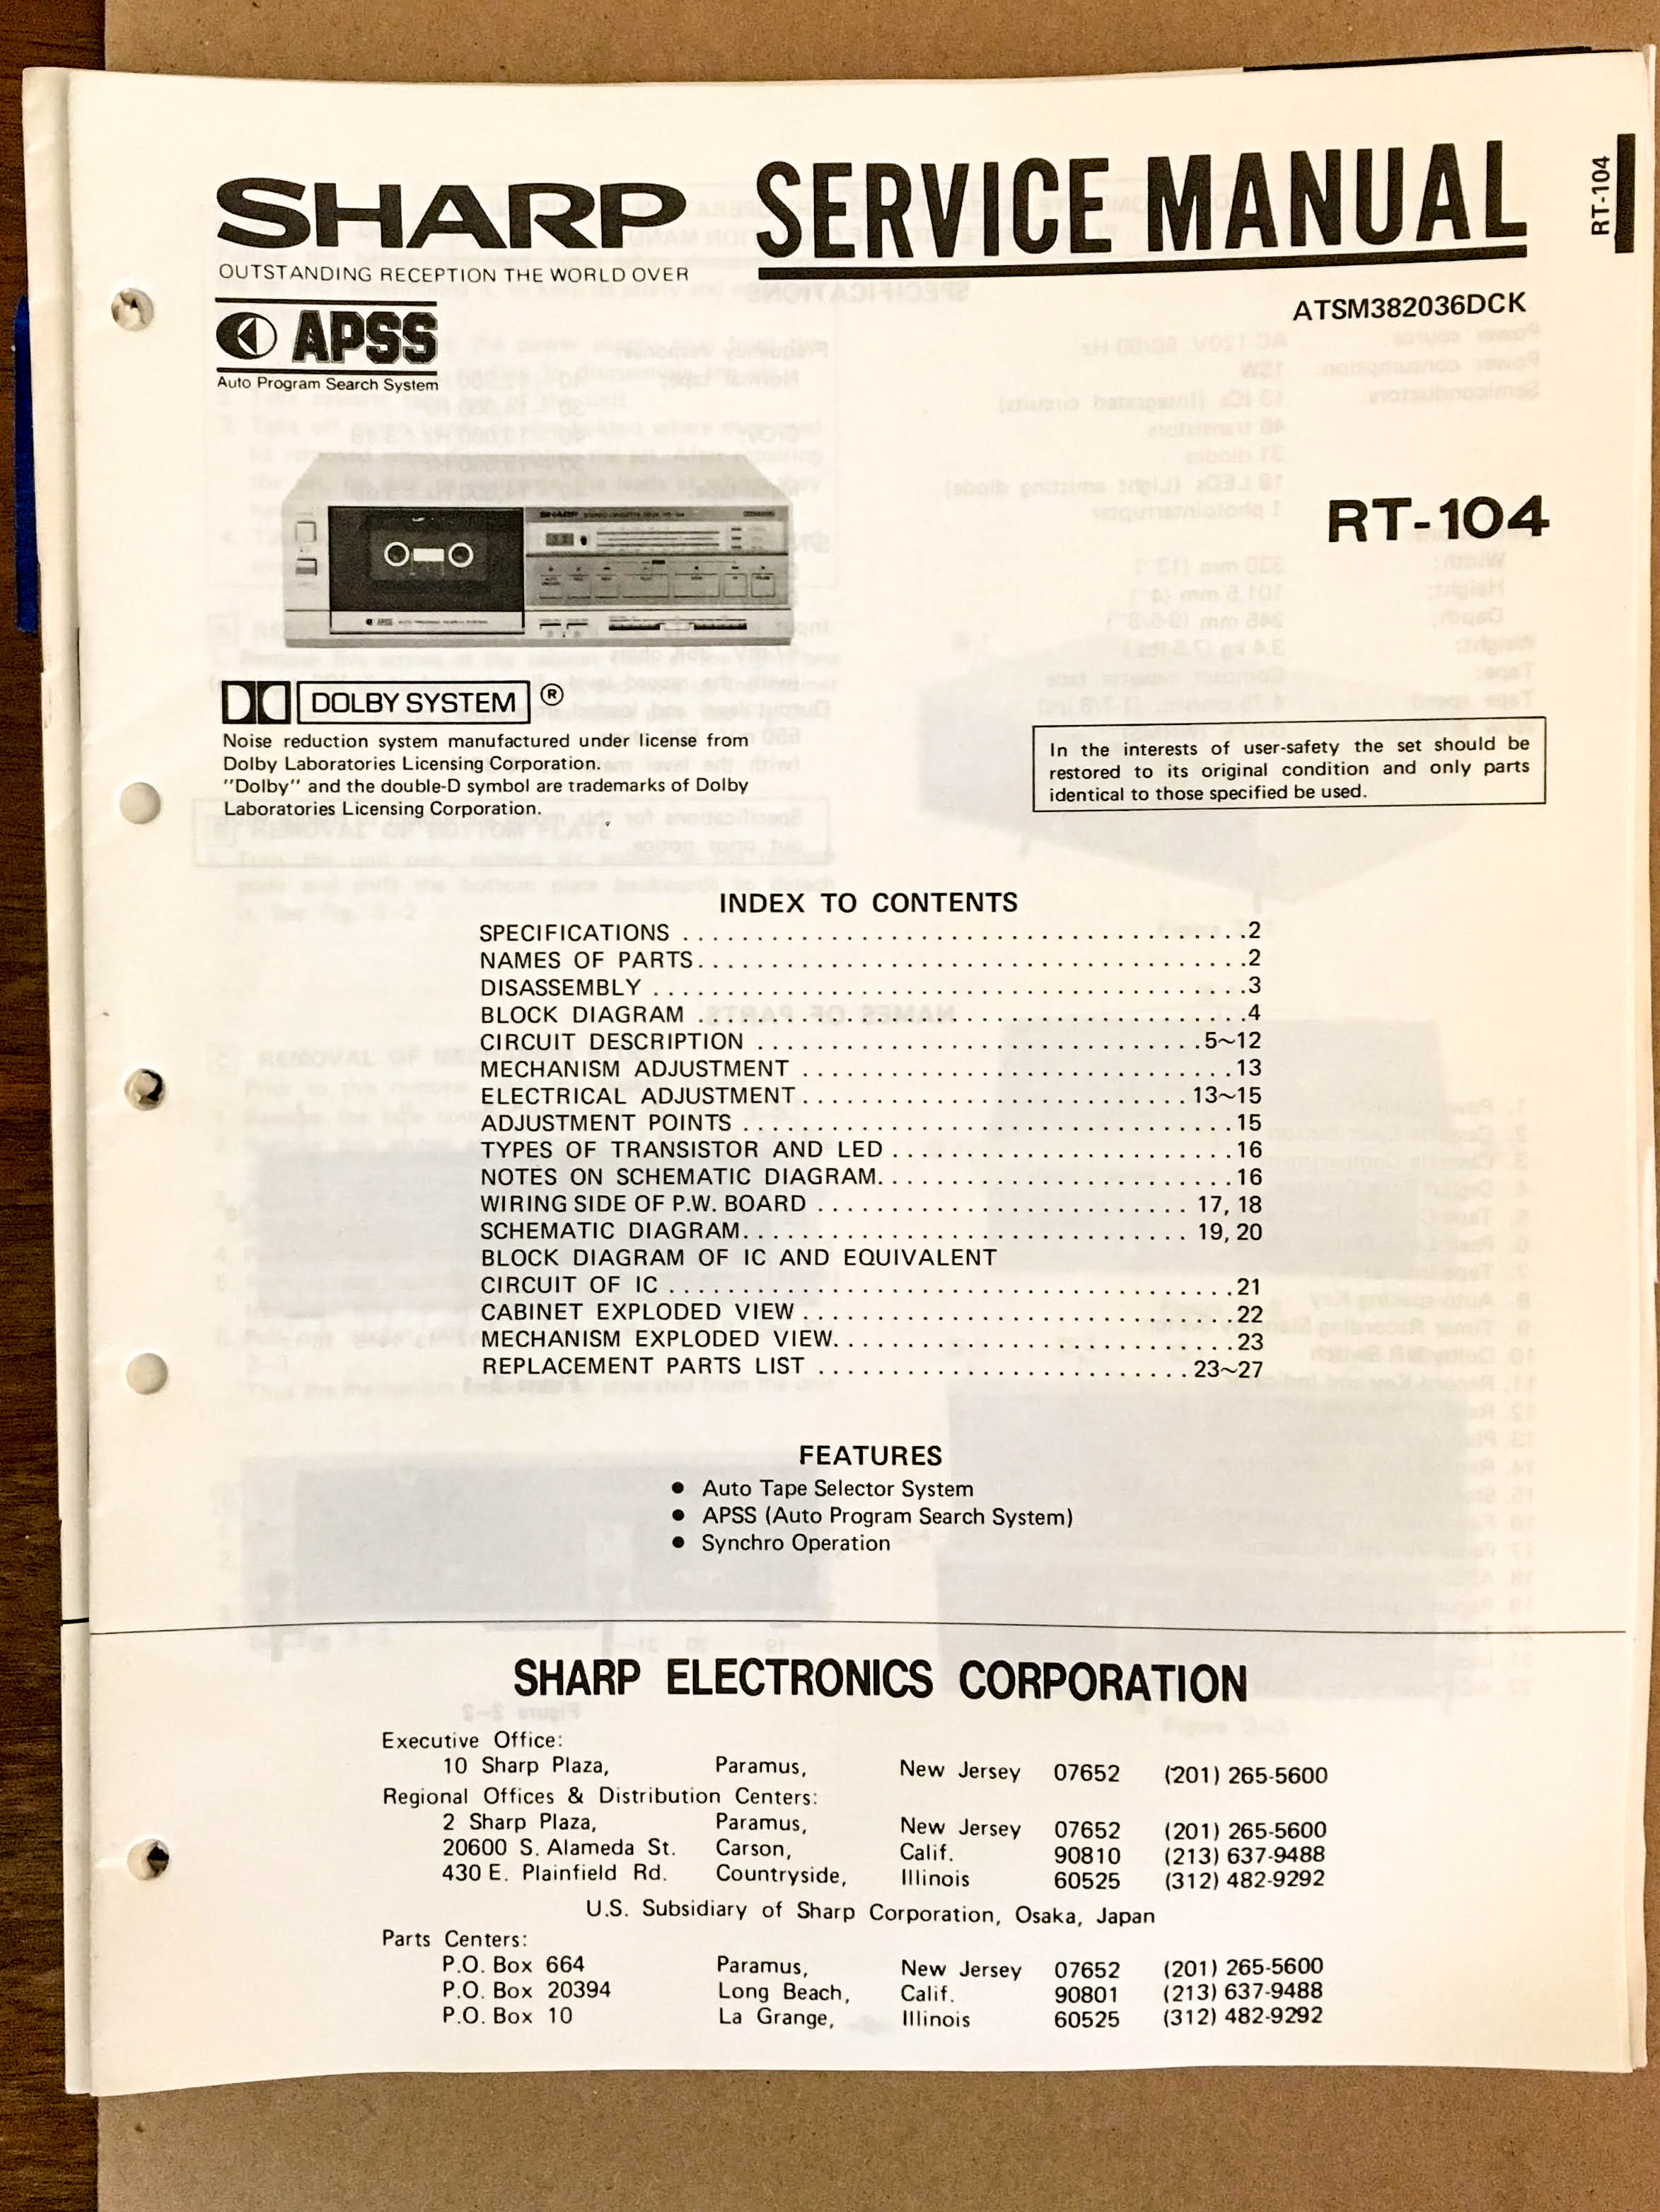 SHARP SERVICE MANUAL
RT-104
OUTSTANDING RECEPTION THE WORLD OVER
ATSM382036DCK
APSS
Auto Program Search System
SHARP
RT-104
APSS
DOLBY SYSTEM ®
Noise reduction system manufactured under license from
Dolby Laboratories Licensing Corporation.
"Dolby" and the double-D symbol are trademarks of Dolby
Laboratories Licensing Corporation.
In the interests of user-safety the set should be
restored to its original condition and only parts
identical to those specified be used.
INDEX TO CONTENTS
SPECIFICATIONS . . . . . . . . . . . . . . . . . . . . 2
NAMES OF PARTS . . . . . . . . . . . . . . . . . . . . 2
DISASSEMBLY . . . . . . . . . . . . . . . . . . . . 3
BLOCK DIAGRAM . . . . . . . . . . . . . . . . . . . . 4
CIRCUIT DESCRIPTION . . . . . . . . . . . . . . . . . . . . 5~12
MECHANISM ADJUSTMENT . . . . . . . . . . . . . . . . . . . . 13
ELECTRICAL ADJUSTMENT . . . . . . . . . . . . . . . . . . . . 13~15
ADJUSTMENT POINTS . . . . . . . . . . . . . . . . . . . . 15
TYPES OF TRANSISTOR AND LED . . . . . . . . . . . . . . . . . . . . 16
NOTES ON SCHEMATIC DIAGRAM . . . . . . . . . . . . . . . . . . . . 16
WIRING SIDE OF P.W. BOARD . . . . . . . . . . . . . . . . . . . . 17, 18
SCHEMATIC DIAGRAM . . . . . . . . . . . . . . . . . . . . 19, 20
BLOCK DIAGRAM OF IC AND EQUIVALENT
CIRCUIT OF IC . . . . . . . . . . . . . . . . . . . . 21
CABINET EXPLODED VIEW . . . . . . . . . . . . . . . . . . . . 22
MECHANISM EXPLODED VIEW . . . . . . . . . . . . . . . . . . . . 23
REPLACEMENT PARTS LIST . . . . . . . . . . . . . . . . . . . . 23~27
FEATURES
● Auto Tape Selector System
● APSS (Auto Program Search System)
● Synchro Operation
SHARP ELECTRONICS CORPORATION
Executive Office:
10 Sharp Plaza, Paramus, New Jersey 07652 (201) 265-5600
Regional Offices & Distribution Centers:
2 Sharp Plaza, Paramus, New Jersey 07652 (201) 265-5600
20600 S. Alameda St. Carson, Calif. 90810 (213) 637-9488
430 E. Plainfield Rd. Countryside, Illinois 60525 (312) 482-9292
U.S. Subsidiary of Sharp Corporation, Osaka, Japan
Parts Centers:
P.O. Box 664 Paramus, New Jersey 07652 (201) 265-5600
P.O. Box 20394 Long Beach, Calif. 90801 (213) 637-9488
P.O. Box 10 La Grange, Illinois 60525 (312) 482-9292